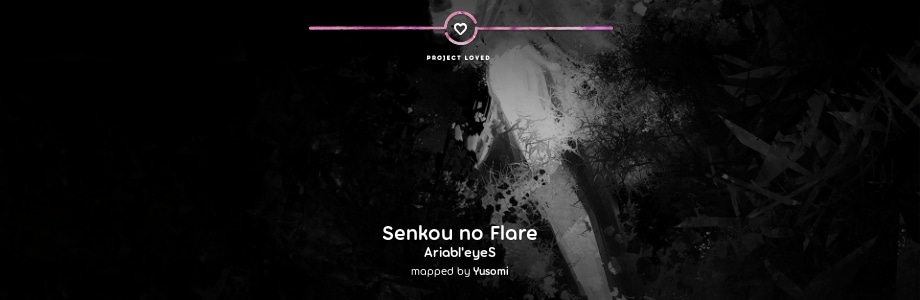 PROJECT LOVED
Senkou no Flare
Ariabl'eyeS
mapped by Yusomi